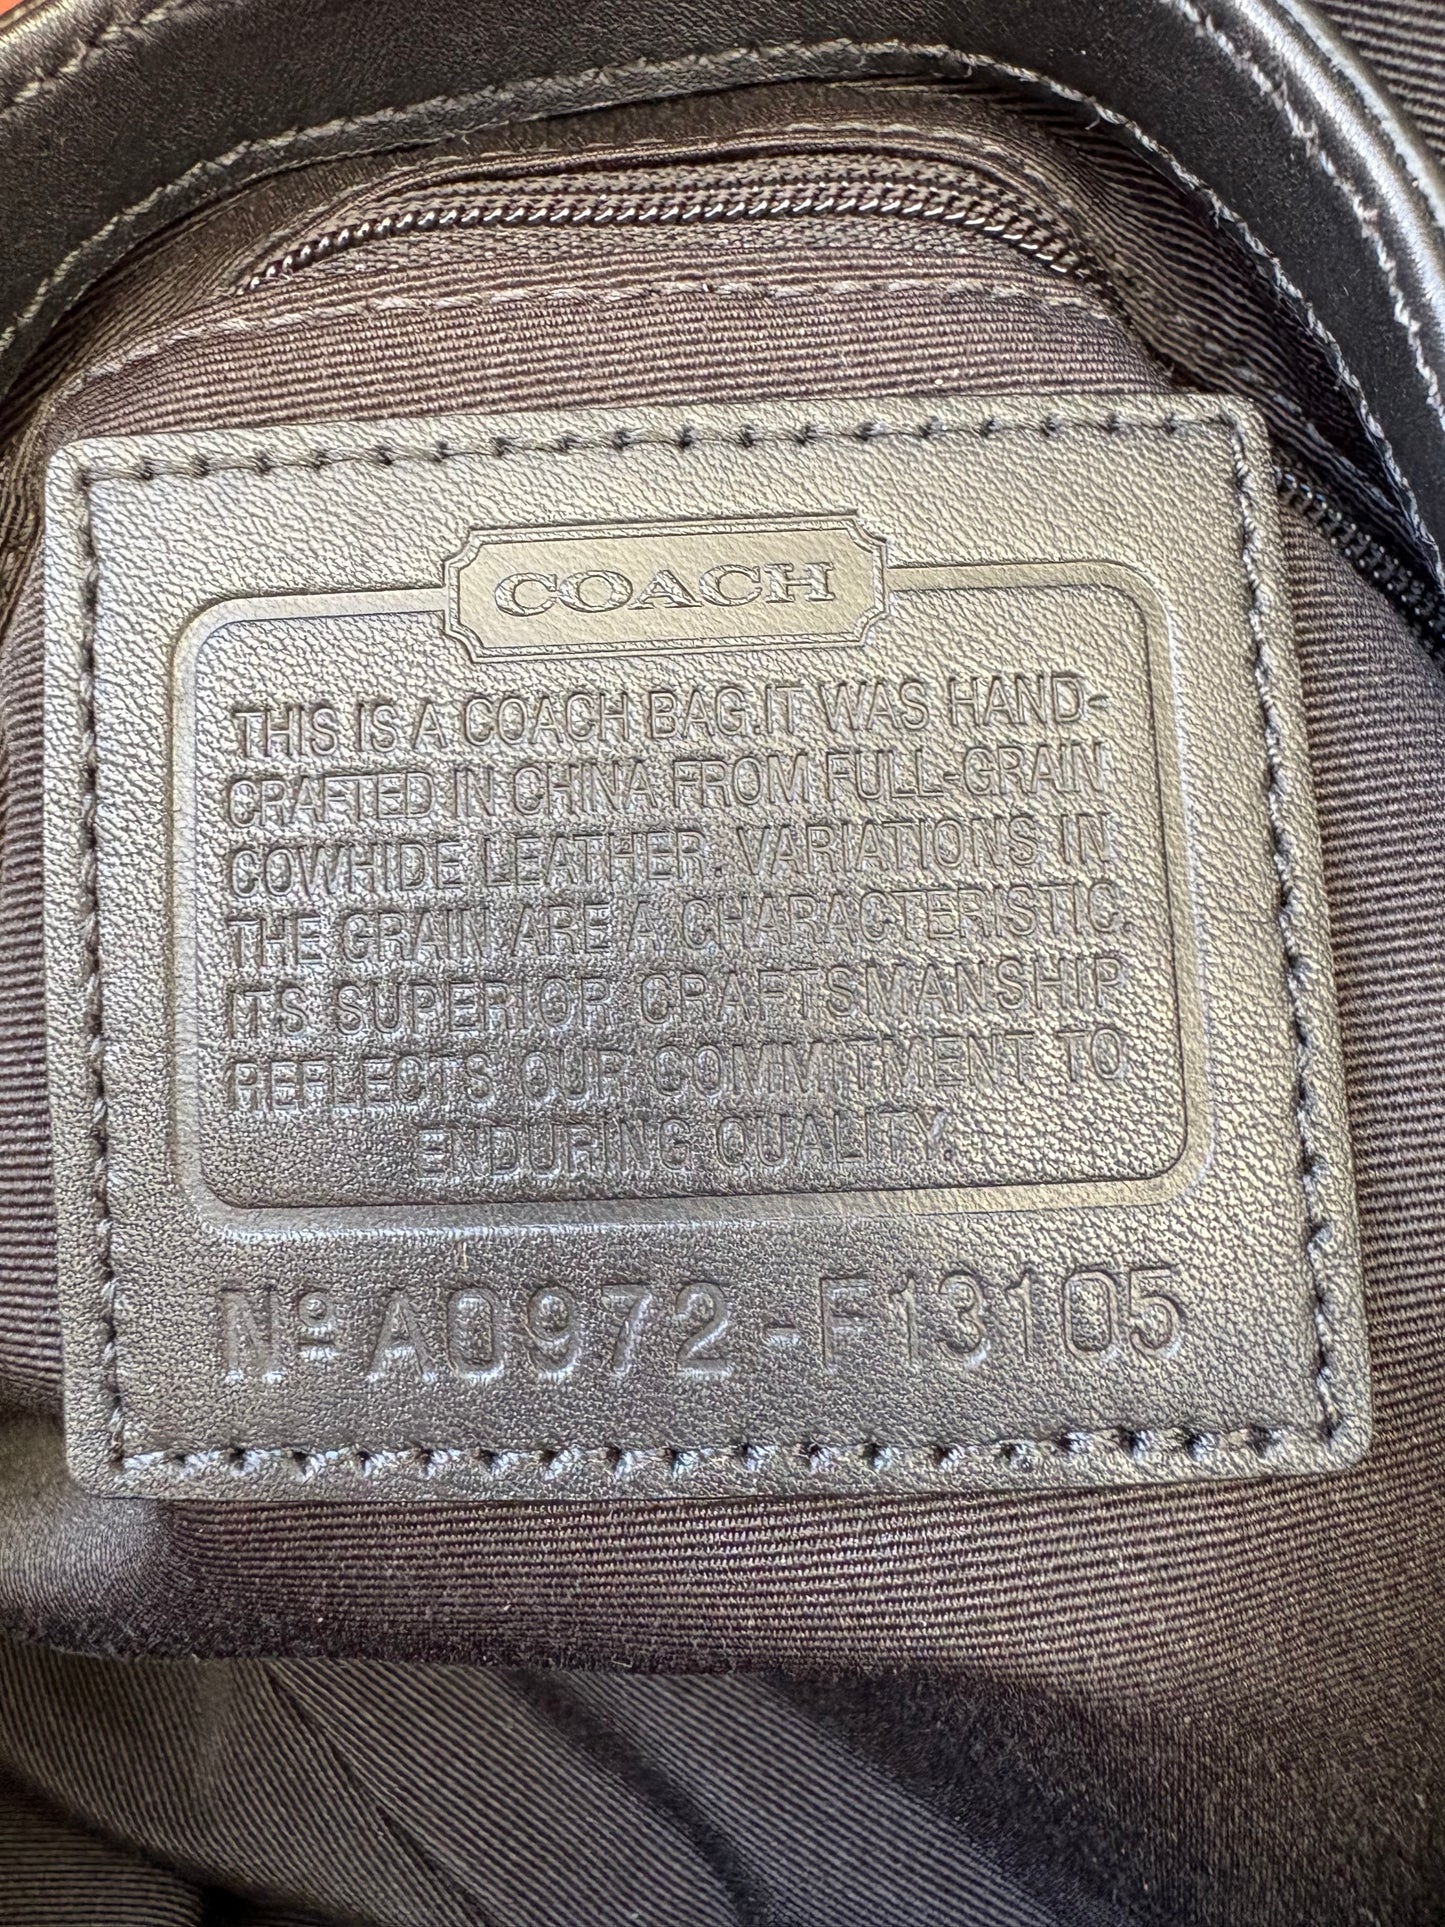 COACH
THIS IS A COACH BAG.IT WAS HAND-
CRAFTED IN CHINA FROM FULL-GRAIN
COWHIDE LEATHER. VARIATIONS IN
THE GRAIN ARE A CHARACTERISTIC.
ITS SUPERIOR CRAFTSMANSHIP
REFLECTS OUR COMMITMENT TO
ENDURING QUALITY.
Nº A0972-F13105